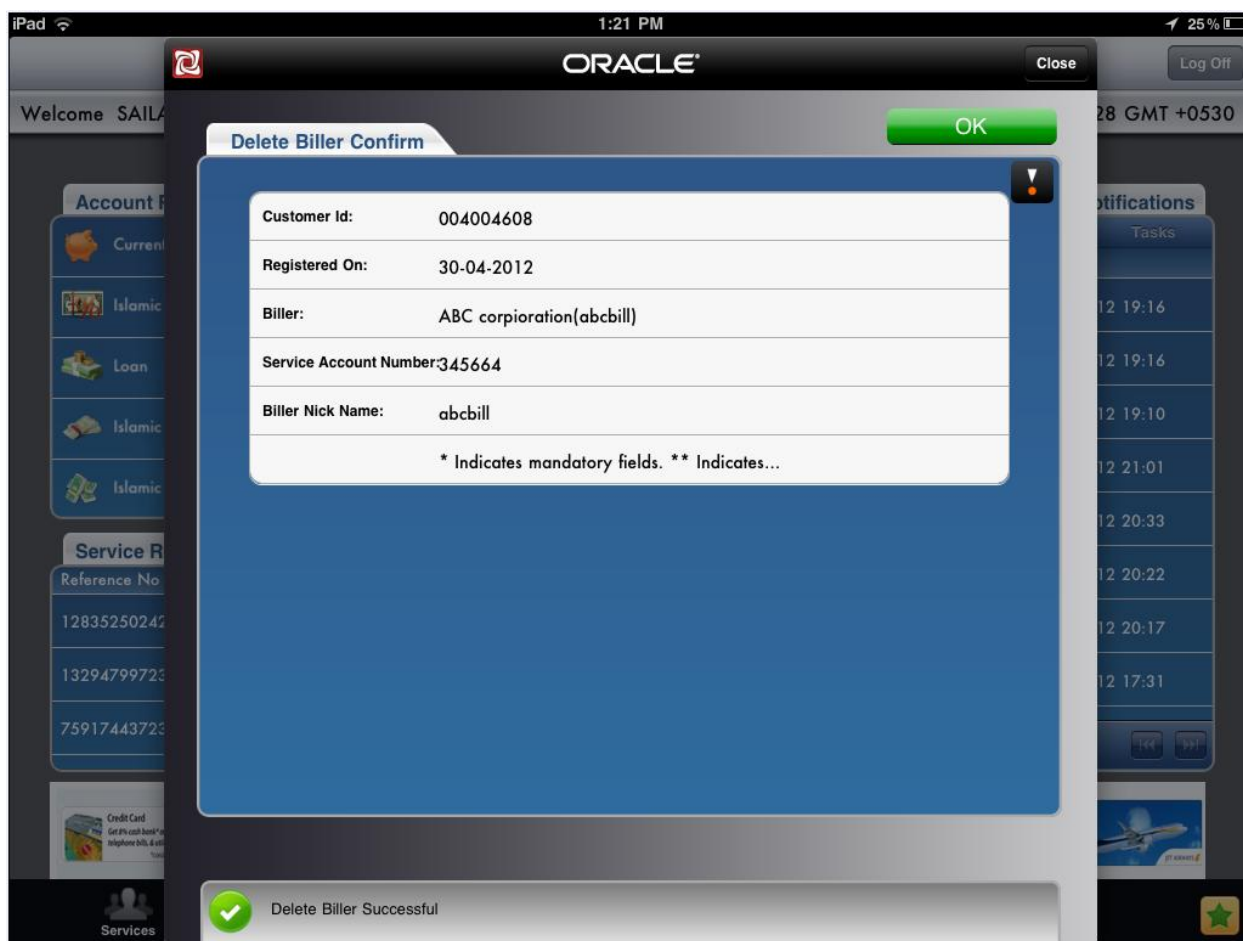 iPad 1:21 PM 25%
ORACLE®
Close
Log Off
Welcome SAILA
28 GMT +0530
OK
Delete Biller Confirm
Account
Customer Id: 004004608
Registered On: 30-04-2012
Biller: ABC corpioration(abcbill)
Service Account Number: 345664
Biller Nick Name: abcbill
* Indicates mandatory fields. ** Indicates...
Current
Islamic
Loan
Islamic
Islamic
Service R
Reference No
12835250242
13294799723
75917443723
otifications
Tasks
12 19:16
12 19:16
12 19:10
12 21:01
12 20:33
12 20:22
12 20:17
12 17:31
Credit Card
Delete Biller Successful
Services